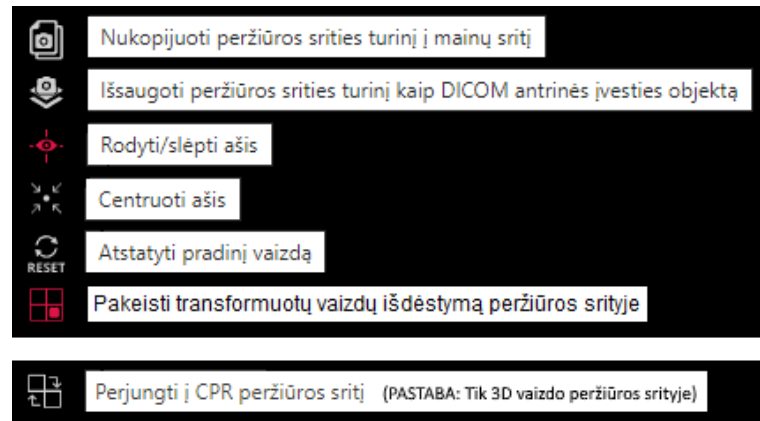 Nukopijuoti peržiūros srities turinį į mainų sritį
Išsaugoti peržiūros srities turinį kaip DICOM antrinės įvesties objektą
Rodyti/slėpti ašis
Centruoti ašis
RESET Atstatyti pradinį vaizdą
Pakeisti transformuotų vaizdų išdėstymą peržiūros srityje
Perjungti į CPR peržiūros sritį (PASTABA: Tik 3D vaizdo peržiūros srityje)